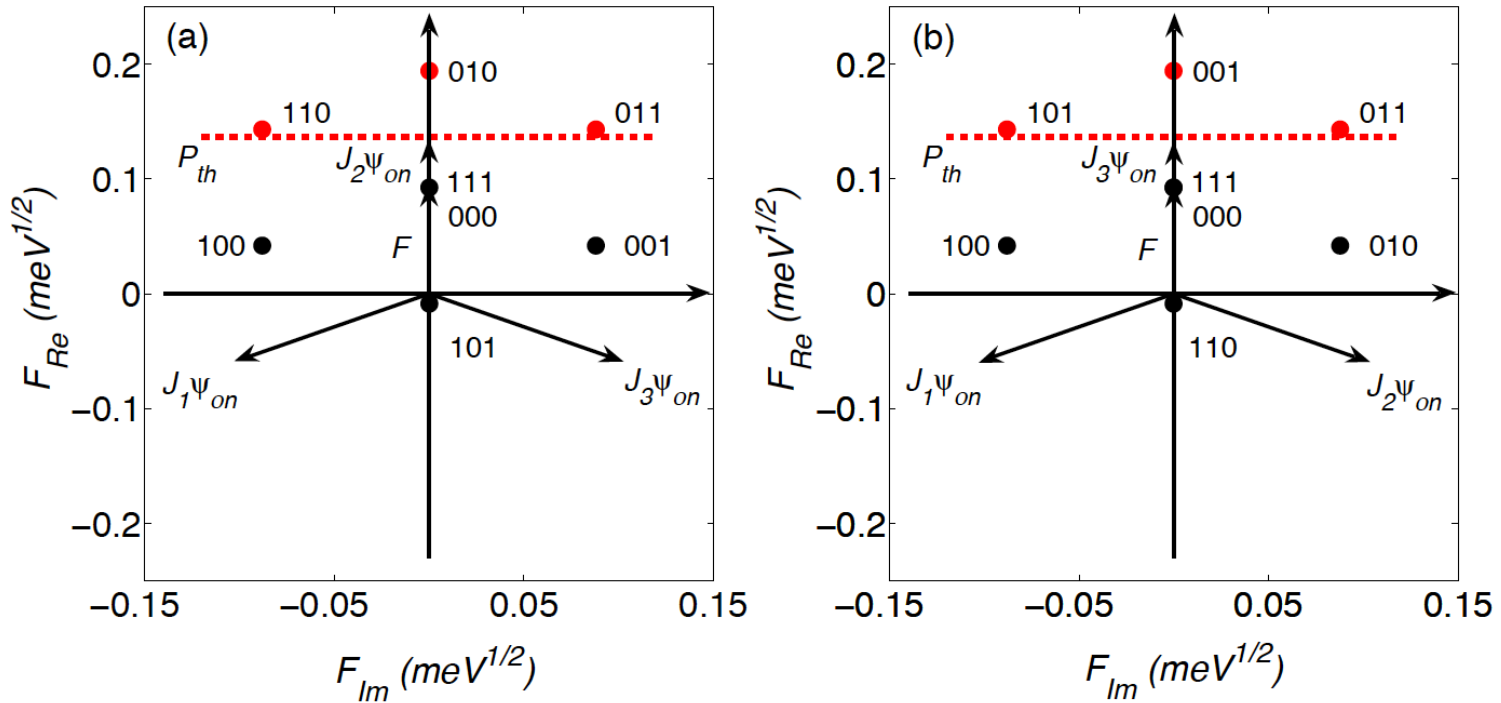 (a)
0.2
0.1
0
−0.1
−0.2
−0.15
−0.05
0.05
0.15
F_Re (meV^1/2)
F_Im (meV^1/2)
010
110
011
P_th
J_2ψ_on
111
000
100
F
001
101
J_1ψ_on
J_3ψ_on
(b)
0.2
0.1
0
−0.1
−0.2
−0.15
−0.05
0.05
0.15
F_Re (meV^1/2)
F_Im (meV^1/2)
001
101
011
P_th
J_3ψ_on
111
000
100
F
010
110
J_1ψ_on
J_2ψ_on